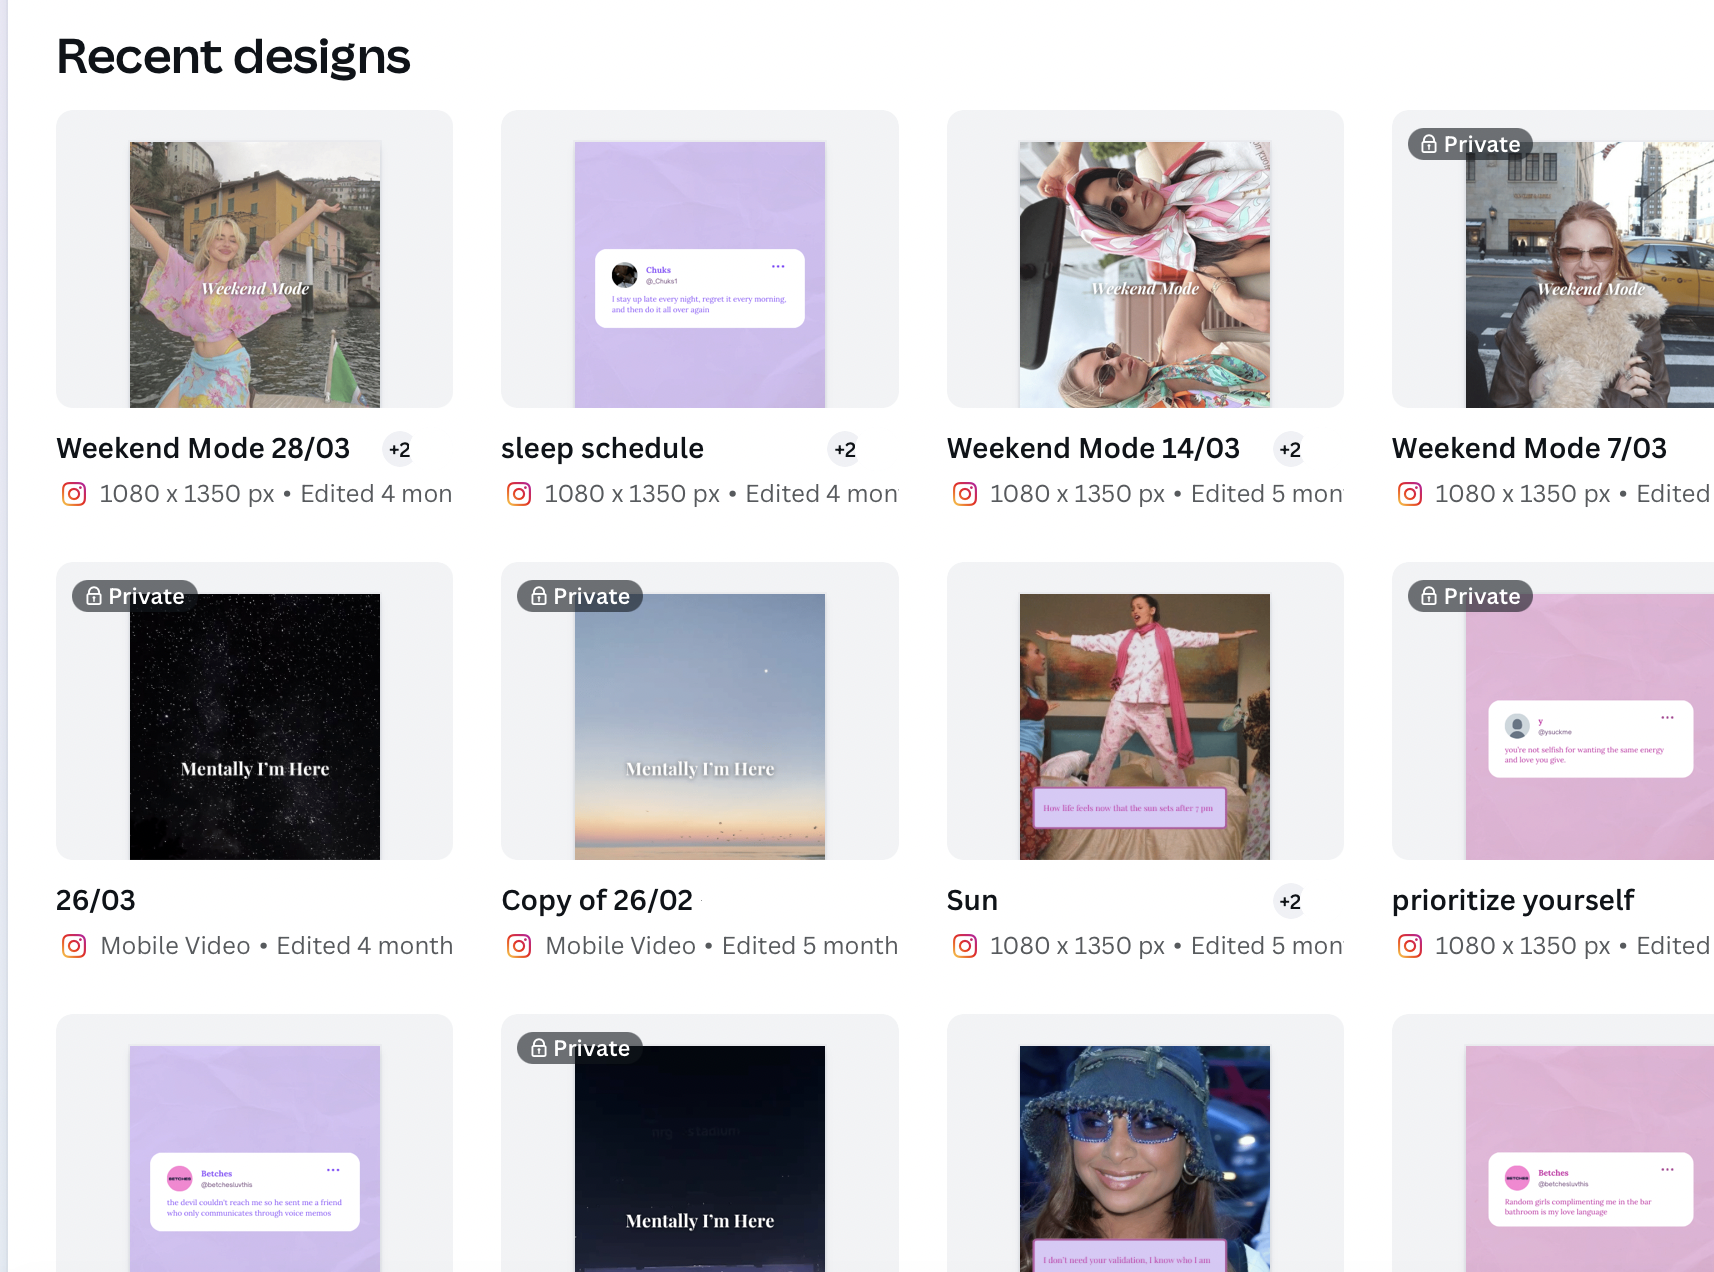 Recent designs
Weekend Mode
Chuks
@_Chuks1
I stay up late every night, regret it every morning,
and then do it all over again
Weekend Mode
Private
Weekend Mode
Weekend Mode 28/03 +2
1080 x 1350 px • Edited 4 mon
sleep schedule +2
1080 x 1350 px • Edited 4 mon
Weekend Mode 14/03 +2
1080 x 1350 px • Edited 5 mon
Weekend Mode 7/03
1080 x 1350 px • Edited
Private
Mentally I'm Here
Private
Mentally I'm Here
How life feels now that the sun sets after 7 pm
Private
y
@ysuckme
you're not selfish for wanting the same energy
and love you give.
26/03
Mobile Video • Edited 4 month
Copy of 26/02
Mobile Video • Edited 5 month
Sun +2
1080 x 1350 px • Edited 5 mon
prioritize yourself
1080 x 1350 px • Edited
BETCHES
Betches
@betchesluvthis
the devil couldn't reach me so he sent me a friend
who only communicates through voice memos
Private
nrg stadium
Mentally I'm Here
I don't need your validation, I know who I am
BETCHES
Betches
@betchesluvthis
Random girls complimenting me in the bar
bathroom is my love language